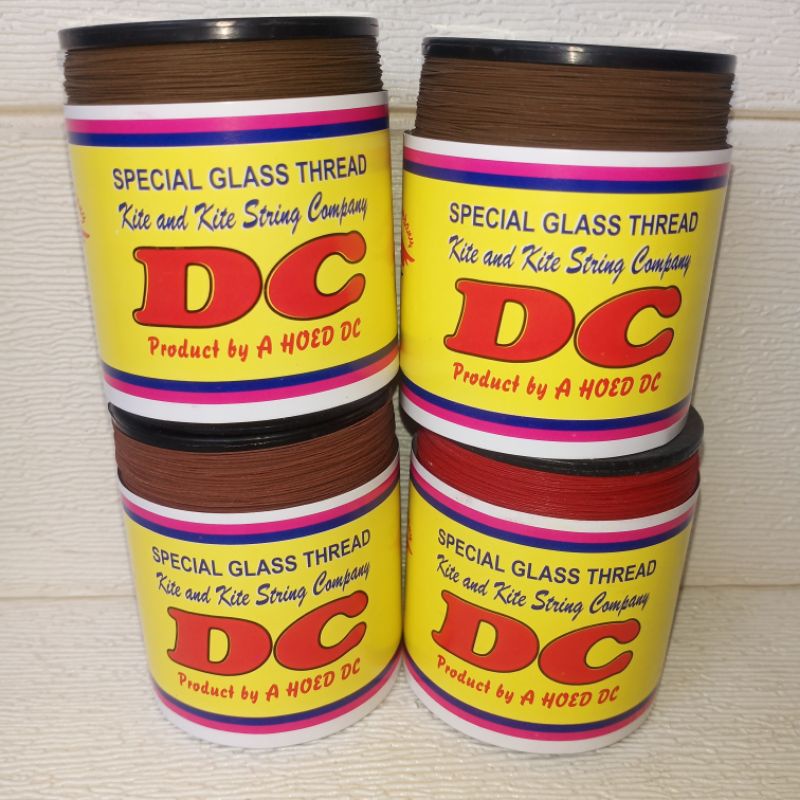 SPECIAL GLASS THREAD
Kite and Kite String Company
DC
Product by A HOED DC
SPECIAL GLASS THREAD
Kite and Kite String Company
DC
Product by A HOED DC
SPECIAL GLASS THREAD
Kite and Kite String Company
DC
Product by A HOED DC
SPECIAL GLASS THREAD
Kite and Kite String Company
DC
Product by A HOED DC